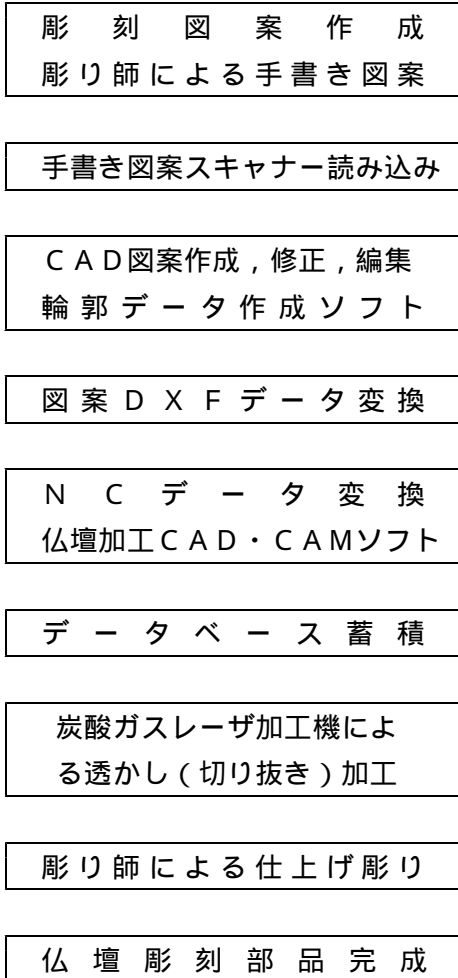 彫刻図案作成
彫り師による手書き図案
手書き図案スキャナー読み込み
ＣＡＤ図案作成，修正，編集
輪郭データ作成ソフト
図案ＤＸＦデータ変換
ＮＣデータ変換
仏壇加工ＣＡＤ・ＣＡＭソフト
データベース蓄積
炭酸ガスレーザ加工機によ
る透かし（切り抜き）加工
彫り師による仕上げ彫り
仏壇彫刻部品完成